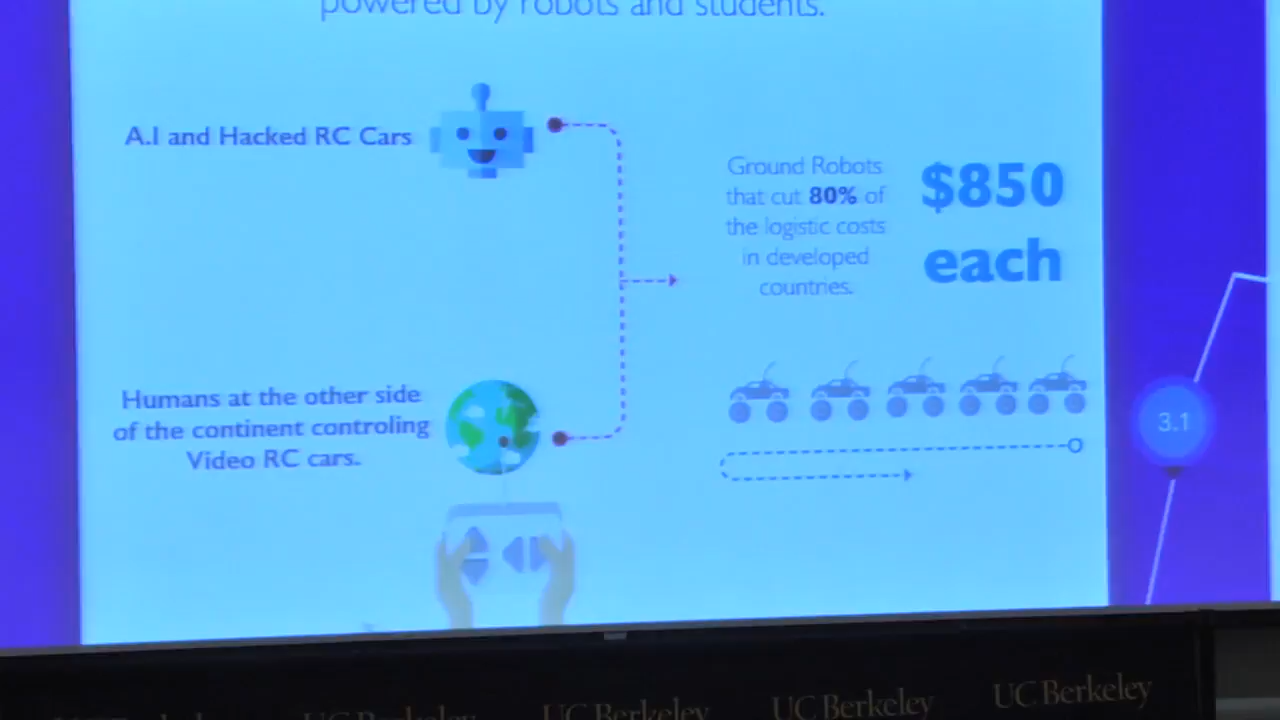 powered by robots and students.
A.I and Hacked RC Cars
Ground Robots
that cut 80% of
the logistic costs
in developed
countries.
$850
each
Humans at the other side
of the continent controling
Video RC cars.
3.1
UC Berkeley
UC Berkeley
UC Berkeley
UC Berkeley